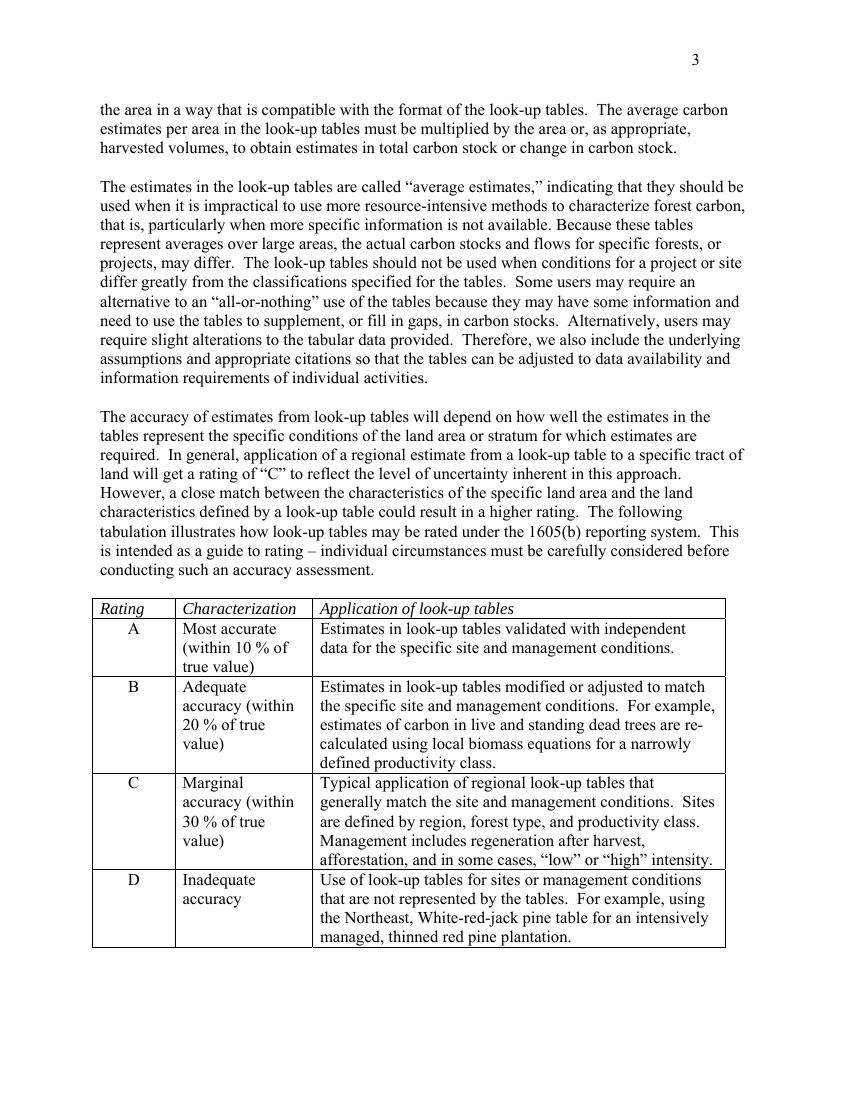 3
the area in a way that is compatible with the format of the look-up tables.  The average carbon
estimates per area in the look-up tables must be multiplied by the area or, as appropriate,
harvested volumes, to obtain estimates in total carbon stock or change in carbon stock.
The estimates in the look-up tables are called “average estimates,” indicating that they should be
used when it is impractical to use more resource-intensive methods to characterize forest carbon,
that is, particularly when more specific information is not available. Because these tables
represent averages over large areas, the actual carbon stocks and flows for specific forests, or
projects, may differ.  The look-up tables should not be used when conditions for a project or site
differ greatly from the classifications specified for the tables.  Some users may require an
alternative to an “all-or-nothing” use of the tables because they may have some information and
need to use the tables to supplement, or fill in gaps, in carbon stocks.  Alternatively, users may
require slight alterations to the tabular data provided.  Therefore, we also include the underlying
assumptions and appropriate citations so that the tables can be adjusted to data availability and
information requirements of individual activities.
The accuracy of estimates from look-up tables will depend on how well the estimates in the
tables represent the specific conditions of the land area or stratum for which estimates are
required.  In general, application of a regional estimate from a look-up table to a specific tract of
land will get a rating of “C” to reflect the level of uncertainty inherent in this approach.
However, a close match between the characteristics of the specific land area and the land
characteristics defined by a look-up table could result in a higher rating.  The following
tabulation illustrates how look-up tables may be rated under the 1605(b) reporting system.  This
is intended as a guide to rating – individual circumstances must be carefully considered before
conducting such an accuracy assessment.
Rating
Characterization
Application of look-up tables
A
Most accurate
(within 10 % of
true value)
Estimates in look-up tables validated with independent
data for the specific site and management conditions.
B
Adequate
accuracy (within
20 % of true
value)
Estimates in look-up tables modified or adjusted to match
the specific site and management conditions.  For example,
estimates of carbon in live and standing dead trees are re-
calculated using local biomass equations for a narrowly
defined productivity class.
C
Marginal
accuracy (within
30 % of true
value)
Typical application of regional look-up tables that
generally match the site and management conditions.  Sites
are defined by region, forest type, and productivity class.
Management includes regeneration after harvest,
afforestation, and in some cases, “low” or “high” intensity.
D
Inadequate
accuracy
Use of look-up tables for sites or management conditions
that are not represented by the tables.  For example, using
the Northeast, White-red-jack pine table for an intensively
managed, thinned red pine plantation.